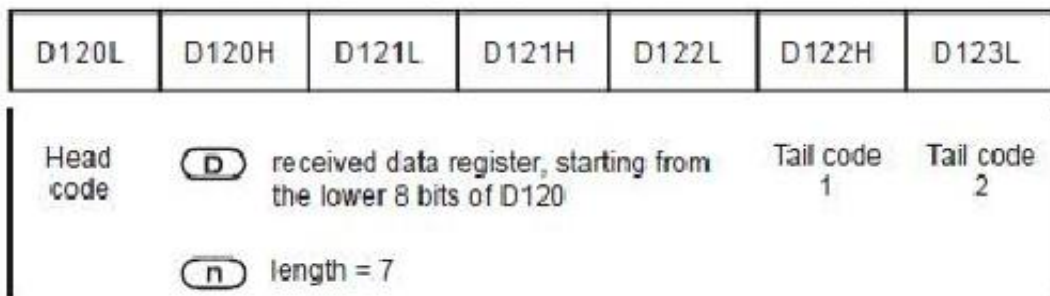 D120L D120H D121L D121H D122L D122H D123L
Head code
D received data register, starting from
the lower 8 bits of D120
Tail code 1
Tail code 2
n length = 7